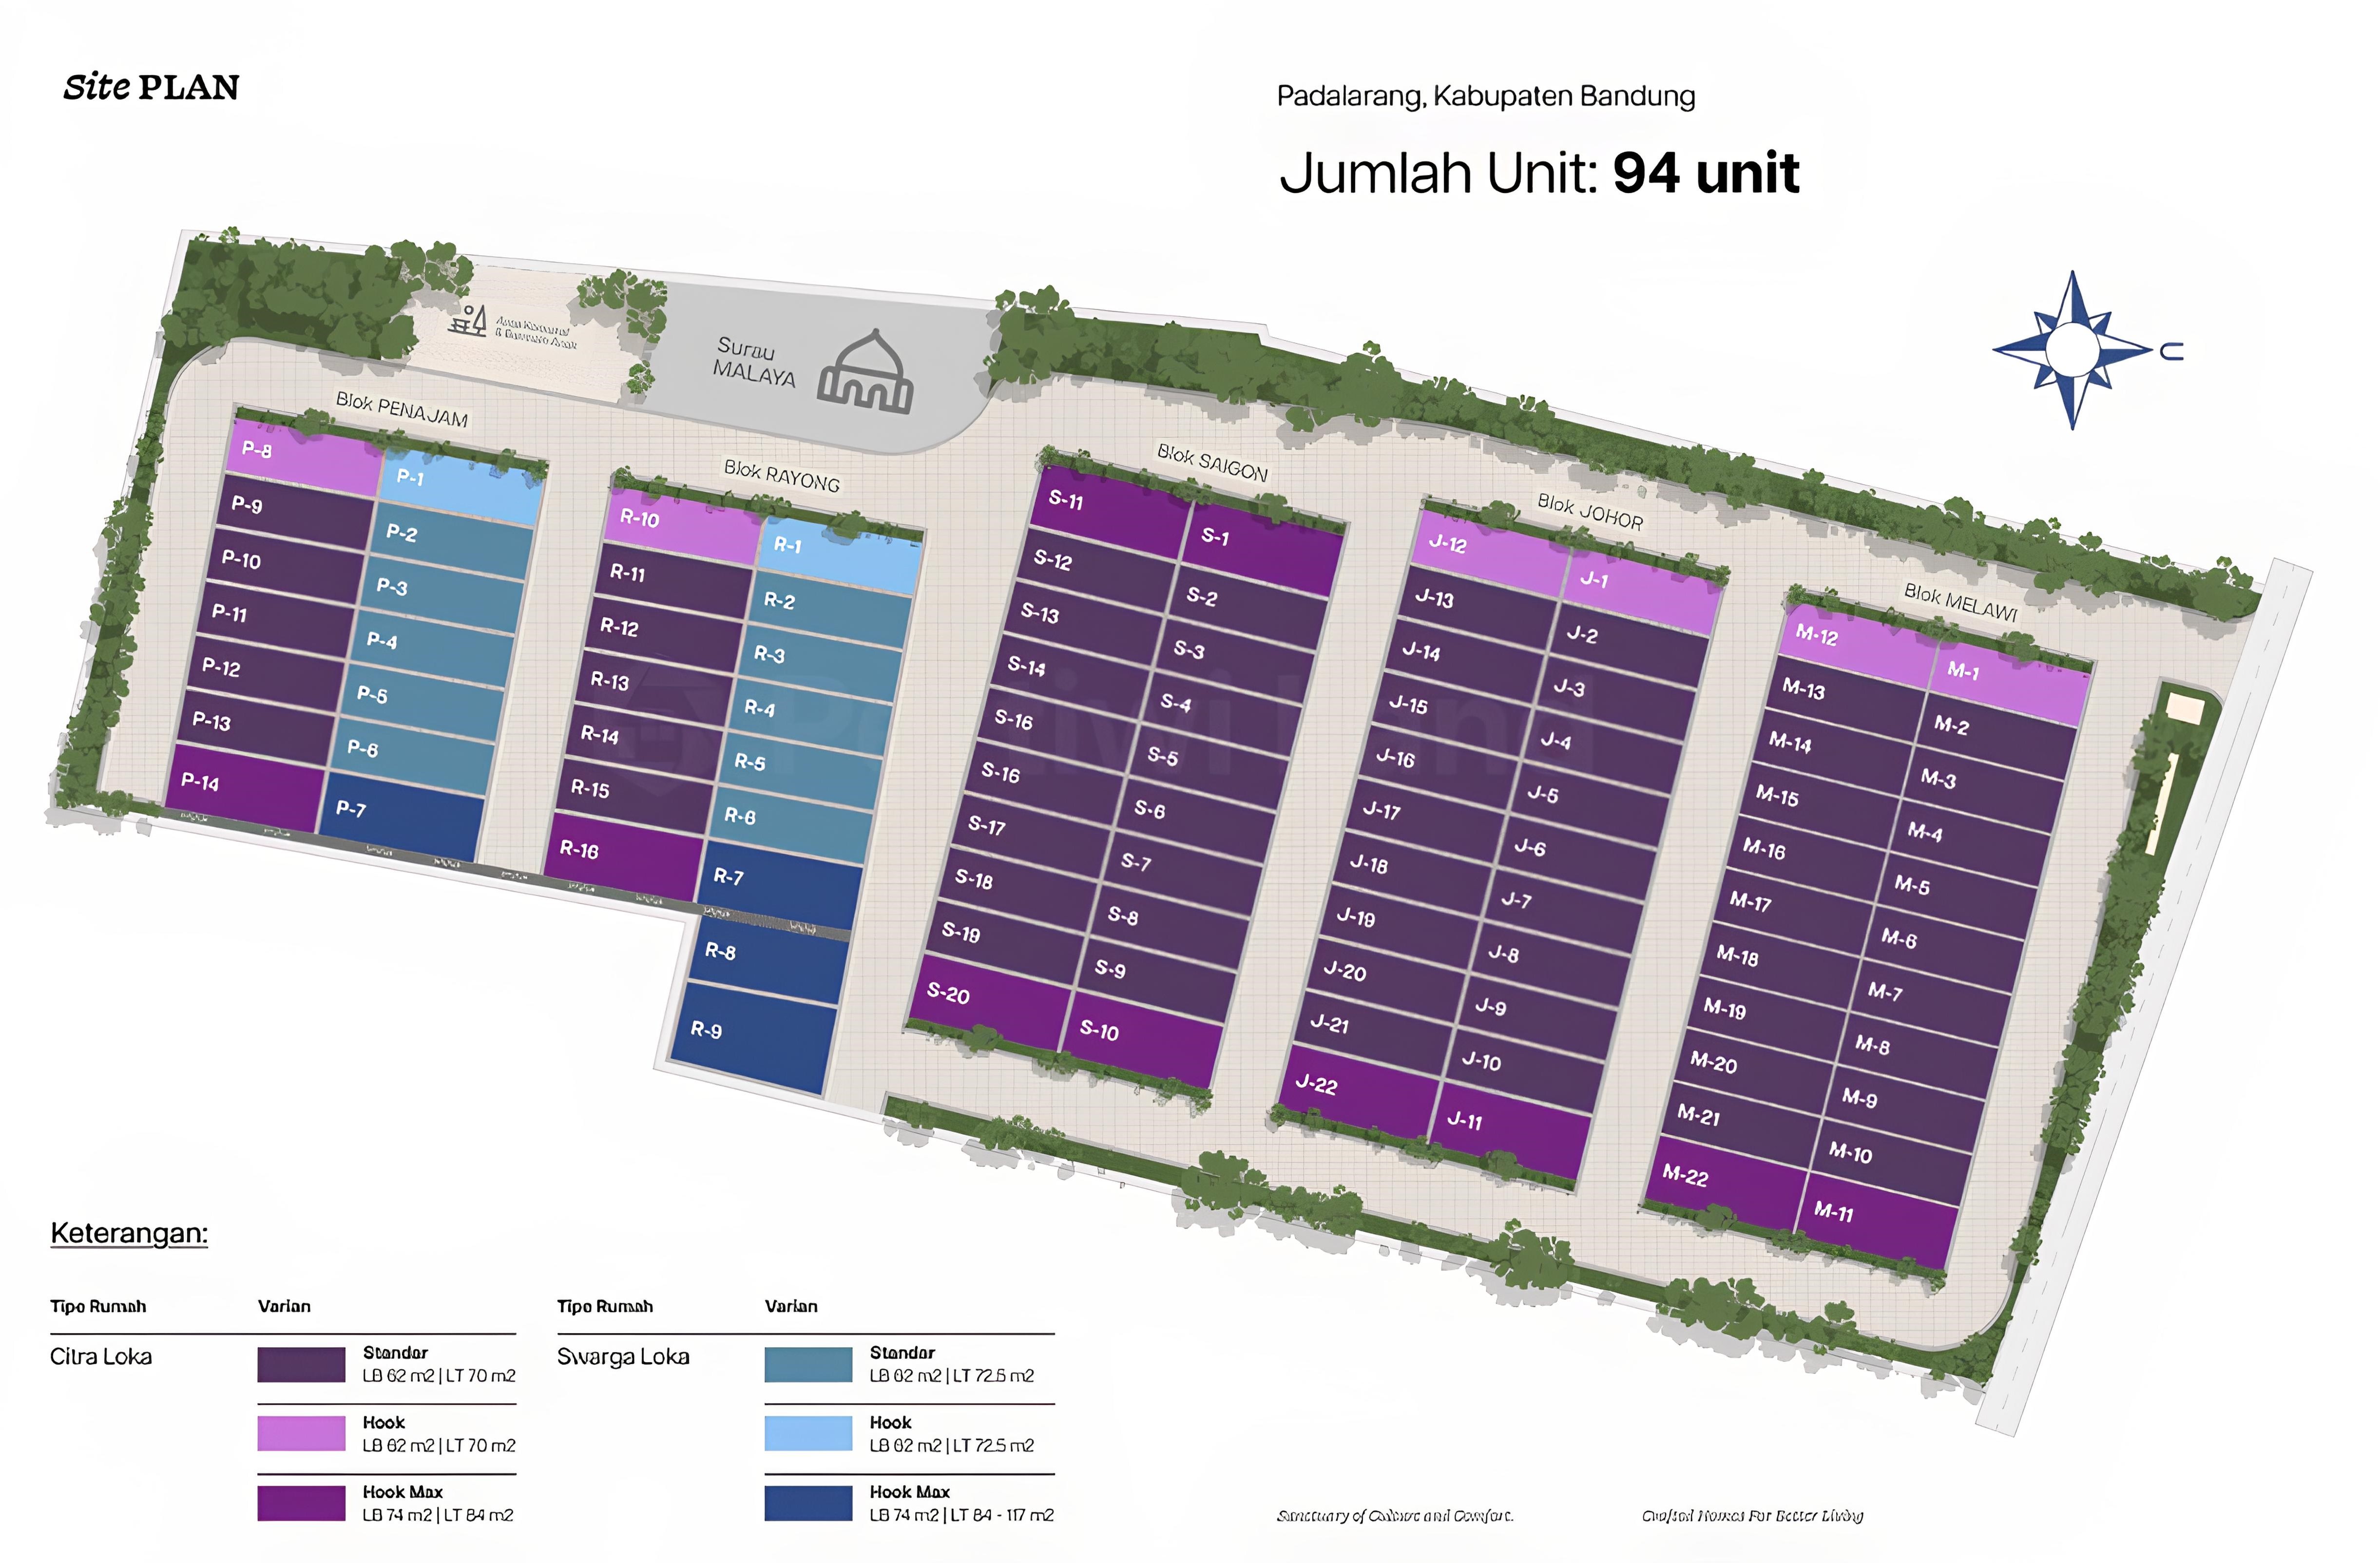 Site PLAN
Padalarang, Kabupaten Bandung
Jumlah Unit: 94 unit
Surau
MALAYA
Blok PENAJAM
Blok RAYONG
Blok SAIGON
Blok JOHOR
Blok MELAWI
P-8
P-1
P-9
P-2
P-10
P-3
P-11
P-4
P-12
P-5
P-13
P-6
P-14
P-7
R-10
R-1
R-11
R-2
R-12
R-3
R-13
R-4
R-14
R-5
R-15
R-6
R-16
R-7
R-8
R-9
S-11
S-1
S-12
S-2
S-13
S-3
S-14
S-4
S-16
S-5
S-16
S-6
S-17
S-7
S-18
S-8
S-19
S-9
S-20
S-10
J-12
J-1
J-13
J-2
J-14
J-3
J-15
J-4
J-16
J-5
J-17
J-6
J-18
J-7
J-19
J-8
J-20
J-9
J-21
J-10
J-22
J-11
M-12
M-1
M-13
M-2
M-14
M-3
M-15
M-4
M-16
M-5
M-17
M-6
M-18
M-7
M-19
M-8
M-20
M-9
M-21
M-10
M-22
M-11
Keterangan:
Tipo Rumah Varian
Citra Loka
Standar
LB 62 m2 | LT 70 m2
Hook
LB 62 m2 | LT 70 m2
Hook Max
LB 74 m2 | LT 84 m2
Tipo Rumah Varian
Swarga Loka
Standar
LB 62 m2 | LT 72.5 m2
Hook
LB 62 m2 | LT 72.5 m2
Hook Max
LB 74 m2 | LT 84 - 117 m2
Sanctuary of Culture and Comfort.
Crafted Homes For Better Living